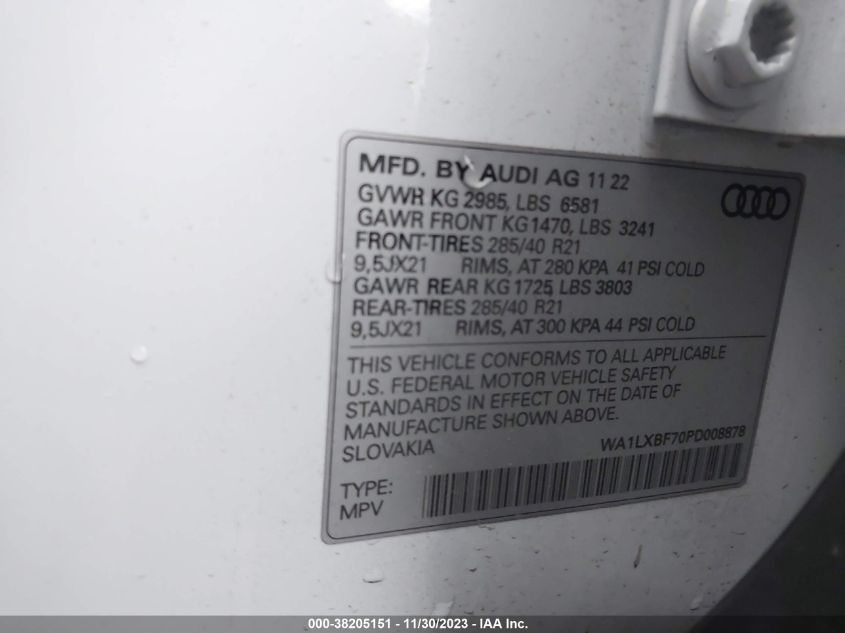 MFD. BY AUDI AG 11 22
GVWR KG 2985, LBS 6581
GAWR FRONT KG1470, LBS 3241
FRONT-TIRES 285/40 R21
9,5JX21 RIMS, AT 280 KPA 41 PSI COLD
GAWR REAR KG 1725, LBS 3803
REAR-TIRES 285/40 R21
9,5JX21 RIMS, AT 300 KPA 44 PSI COLD
THIS VEHICLE CONFORMS TO ALL APPLICABLE
U.S. FEDERAL MOTOR VEHICLE SAFETY
STANDARDS IN EFFECT ON THE DATE OF
MANUFACTURE SHOWN ABOVE.
SLOVAKIA WA1LXBF70PD008878
TYPE:
MPV
000-38205151 - 11/30/2023 - IAA Inc.